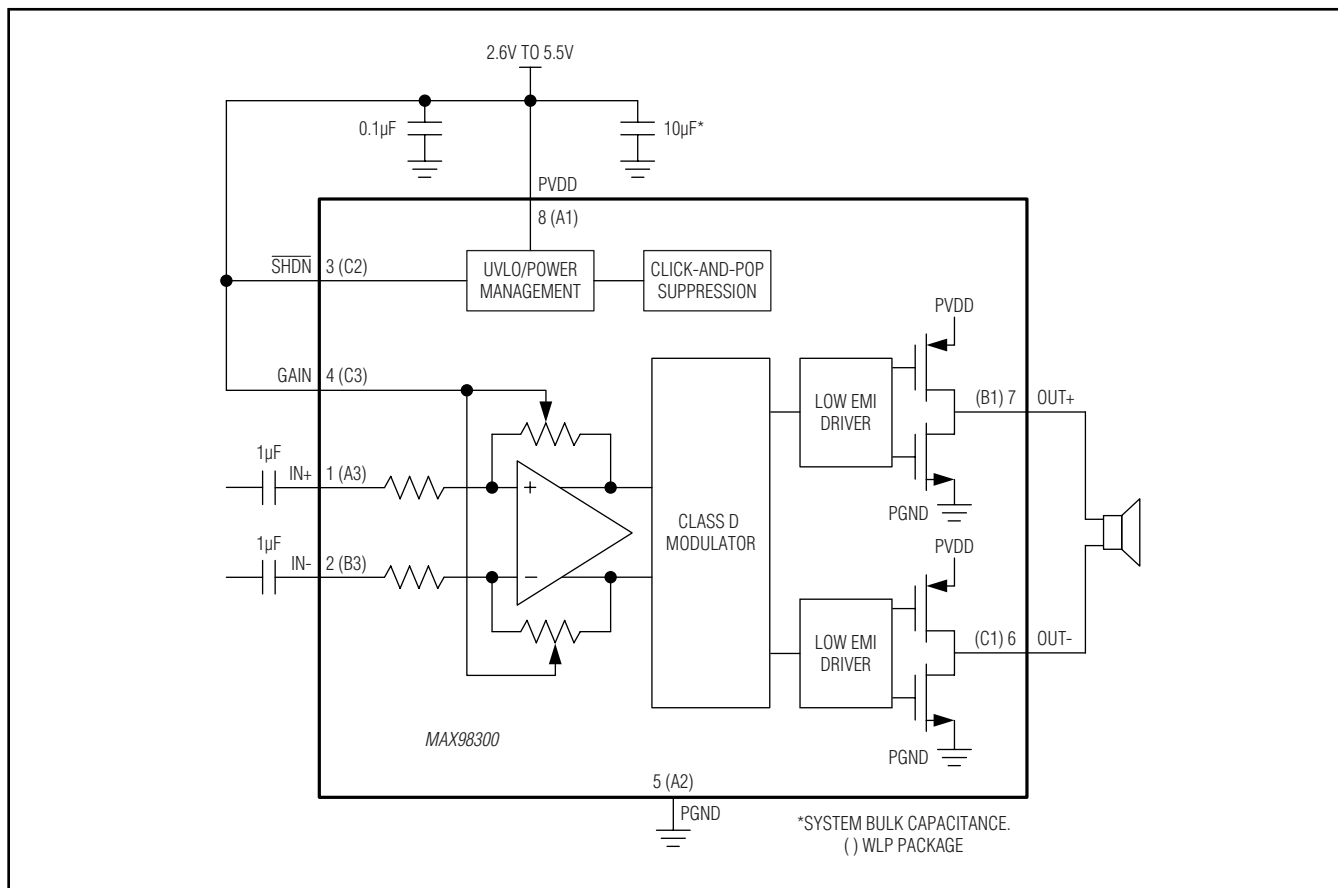 2.6V TO 5.5V
0.1µF
10µF*
PVDD
8 (A1)
SHDN
3 (C2)
UVLO/POWER
MANAGEMENT
CLICK-AND-POP
SUPPRESSION
PVDD
GAIN
4 (C3)
LOW EMI
DRIVER
(B1) 7
OUT+
1µF
IN+
1 (A3)
+
PGND
CLASS D
MODULATOR
1µF
IN-
2 (B3)
−
PVDD
LOW EMI
DRIVER
(C1) 6
OUT-
PGND
MAX98300
5 (A2)
PGND
*SYSTEM BULK CAPACITANCE.
( ) WLP PACKAGE